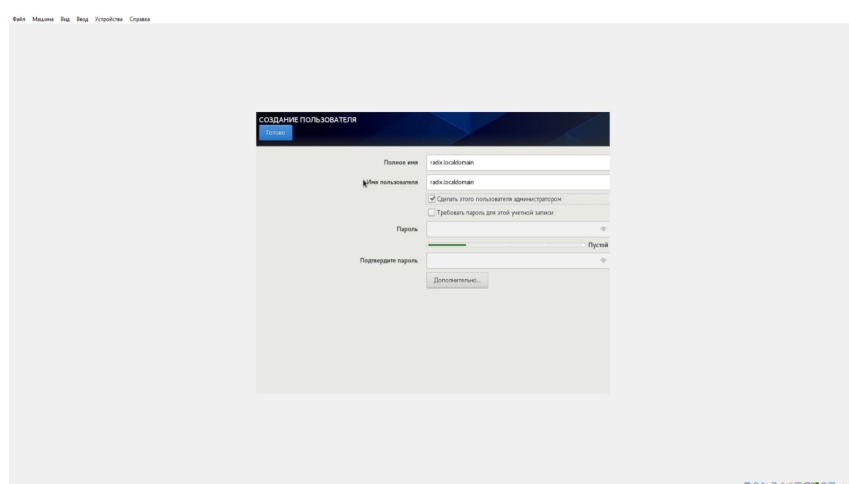 Файл Машина Вид Ввод Устройства Справка
СОЗДАНИЕ ПОЛЬЗОВАТЕЛЯ
Готово
Полное имя radix.localdomain
Имя пользователя radix.localdomain
Сделать этого пользователя администратором
Требовать пароль для этой учетной записи
Пароль
Пустой
Подтвердите пароль
Дополнительно...